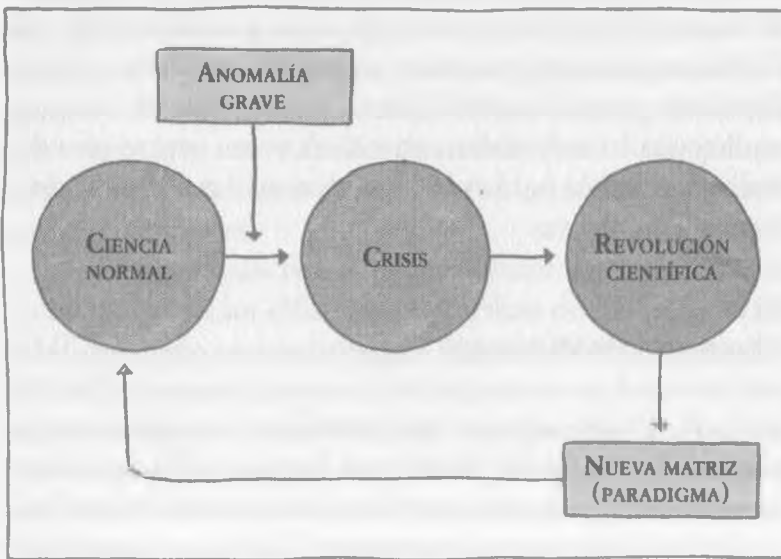 ANOMALÍA
GRAVE
CIENCIA
NORMAL
CRISIS
REVOLUCIÓN
CIENTÍFICA
NUEVA MATRIZ
(PARADIGMA)